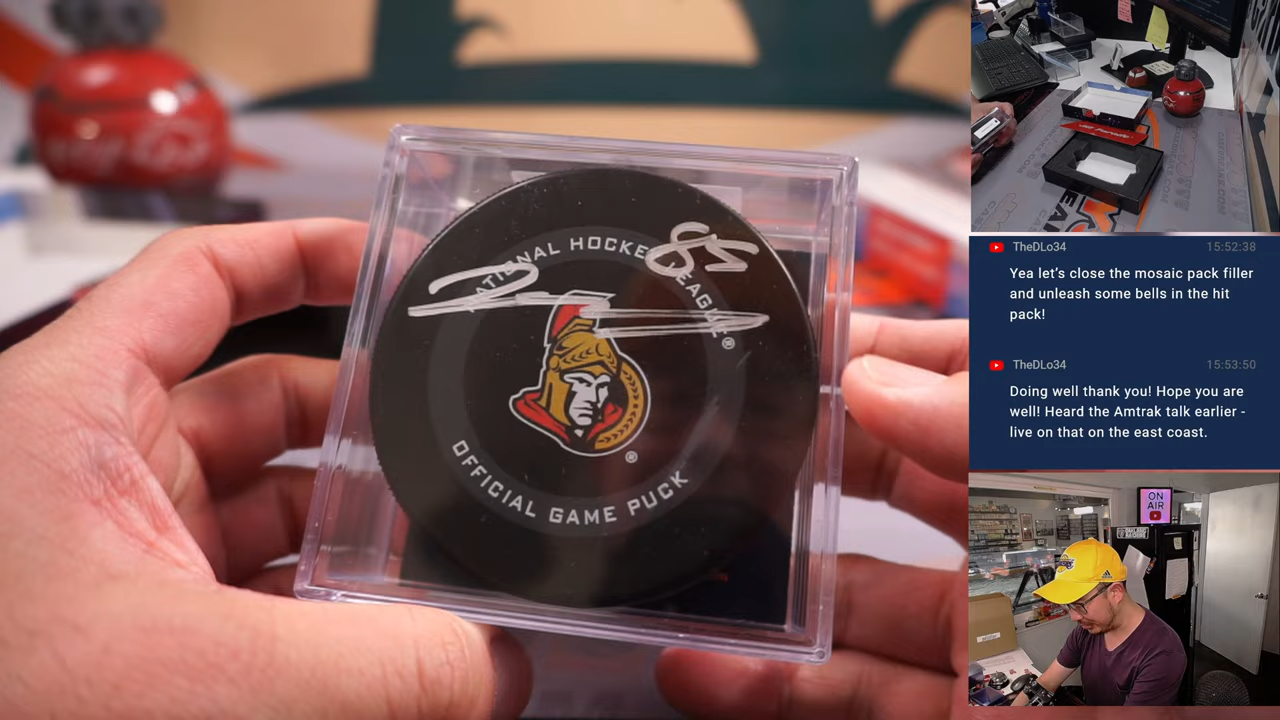 NATIONAL HOCKEY LEAGUE®
85
®
OFFICIAL GAME PUCK
TheDLo34 15:52:38
Yea let's close the mosaic pack filler
and unleash some bells in the hit
pack!
TheDLo34 15:53:50
Doing well thank you! Hope you are
well! Heard the Amtrak talk earlier -
live on that on the east coast.
ON
AIR